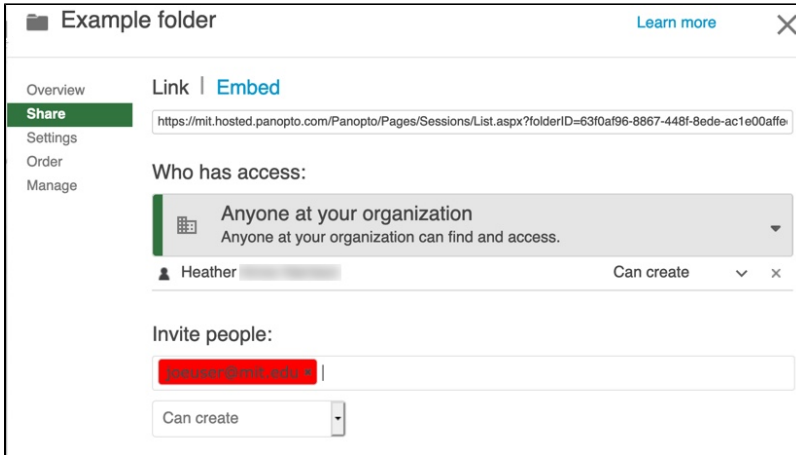 Example folder
Learn more
Overview
Share
Settings
Order
Manage
Link | Embed
https://mit.hosted.panopto.com/Panopto/Pages/Sessions/List.aspx?folderID=63f0af96-8867-448f-8ede-ac1e00affe
Who has access:
Anyone at your organization
Anyone at your organization can find and access.
Heather
Can create
Invite people:
joeuser@mit.edu
Can create